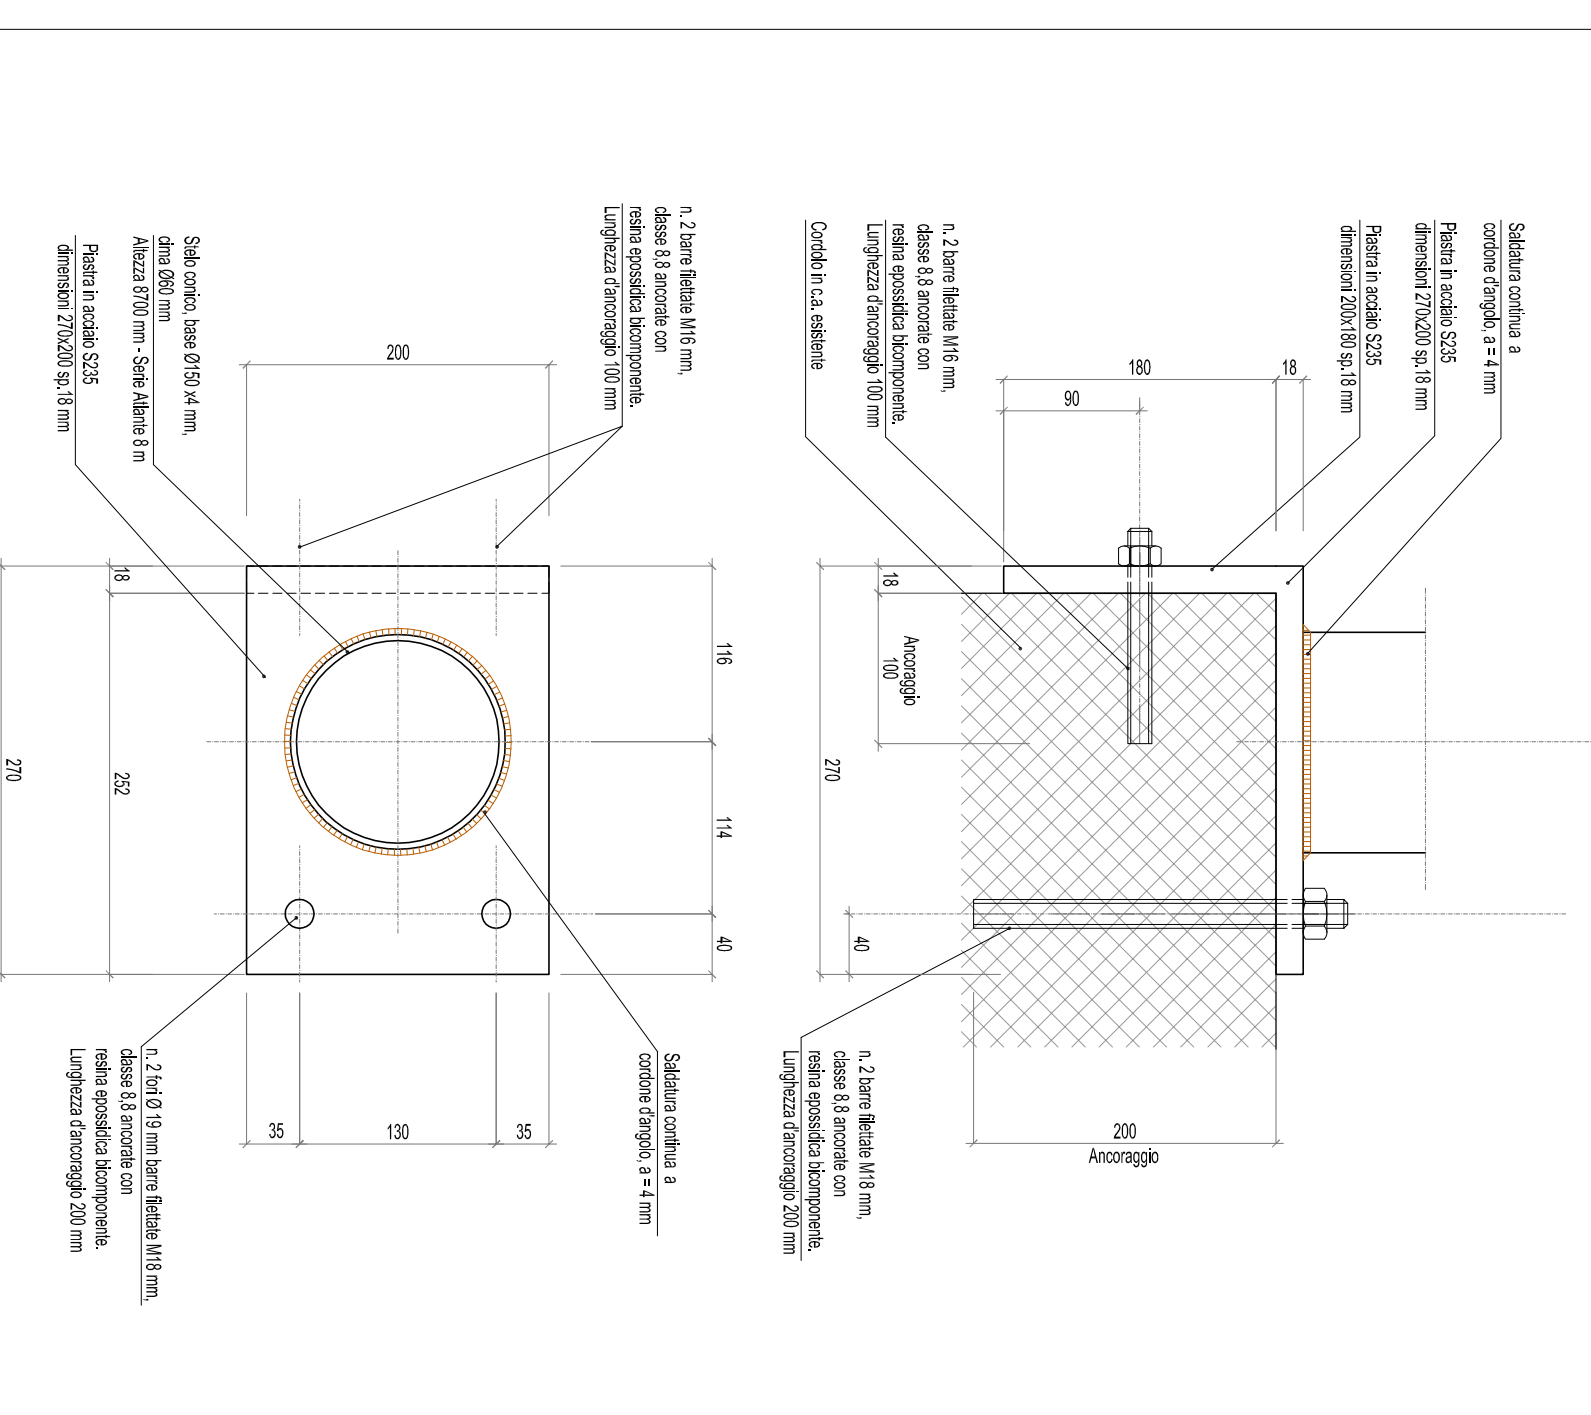 Saldatura continua a
cordone d'angolo, a = 4 mm
Piastra in acciaio S235
dimensioni 270x200 sp.18 mm
Piastra in acciaio S235
dimensioni 200x180 sp.18 mm
n. 2 barre filettate M16 mm,
classe 8,8 ancorate con
resina epossidica bicomponente.
Lunghezza d'ancoraggio 100 mm
Cordolo in c.a. esistente
180
18
90
18
Ancoraggio
100
270
40
n. 2 barre filettate M18 mm,
classe 8,8 ancorate con
resina epossidica bicomponente.
Lunghezza d'ancoraggio 200 mm
200
Ancoraggio
n. 2 barre filettate M16 mm,
classe 8,8 ancorate con
resina epossidica bicomponente.
Lunghezza d'ancoraggio 100 mm
Stelo conico, base Ø150 x4 mm,
cima Ø60 mm
Altezza 8700 mm - Serie Atlante 8 m
Piastra in acciaio S235
dimensioni 270x200 sp.18 mm
200
116
114
40
18
252
270
35
130
35
Saldatura continua a
cordone d'angolo, a = 4 mm
n. 2 fori Ø 19 mm barre filettate M18 mm,
classe 8,8 ancorate con
resina epossidica bicomponente.
Lunghezza d'ancoraggio 200 mm